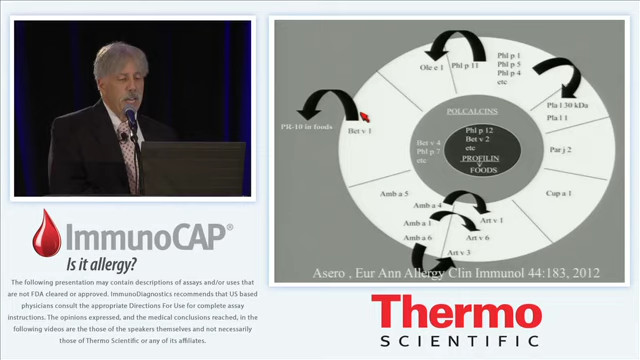 Ole e 1
Phl p 11
Phl p 1
Phl p 5
Phl p 4
etc
Pla l 30 kDa
Pla l 1
PR-10 in foods
Bet v 1
POLCALCINS
Phl p 12
Bet v 2
etc
PROFILIN
FOODS
Bet v 4
Phl p 7
etc
Par j 2
Cup a 1
Amb a 5
Amb a 4
Art v 1
Amb a 1
Amb a 6
Art v 6
Art v 3
Asero , Eur Ann Allergy Clin Immunol 44:183, 2012
ImmunoCAP®
Is it allergy?
The following presentation may contain descriptions of assays and/or uses that
are not FDA cleared or approved. ImmunoDiagnostics recommends that US based
physicians consult the appropriate Directions For Use for complete assay
instructions. The opinions expressed, and the medical conclusions reached, in the
following videos are those of the speakers themselves and not necessarily
those of Thermo Scientific or any of its affiliates.
Thermo
SCIENTIFIC